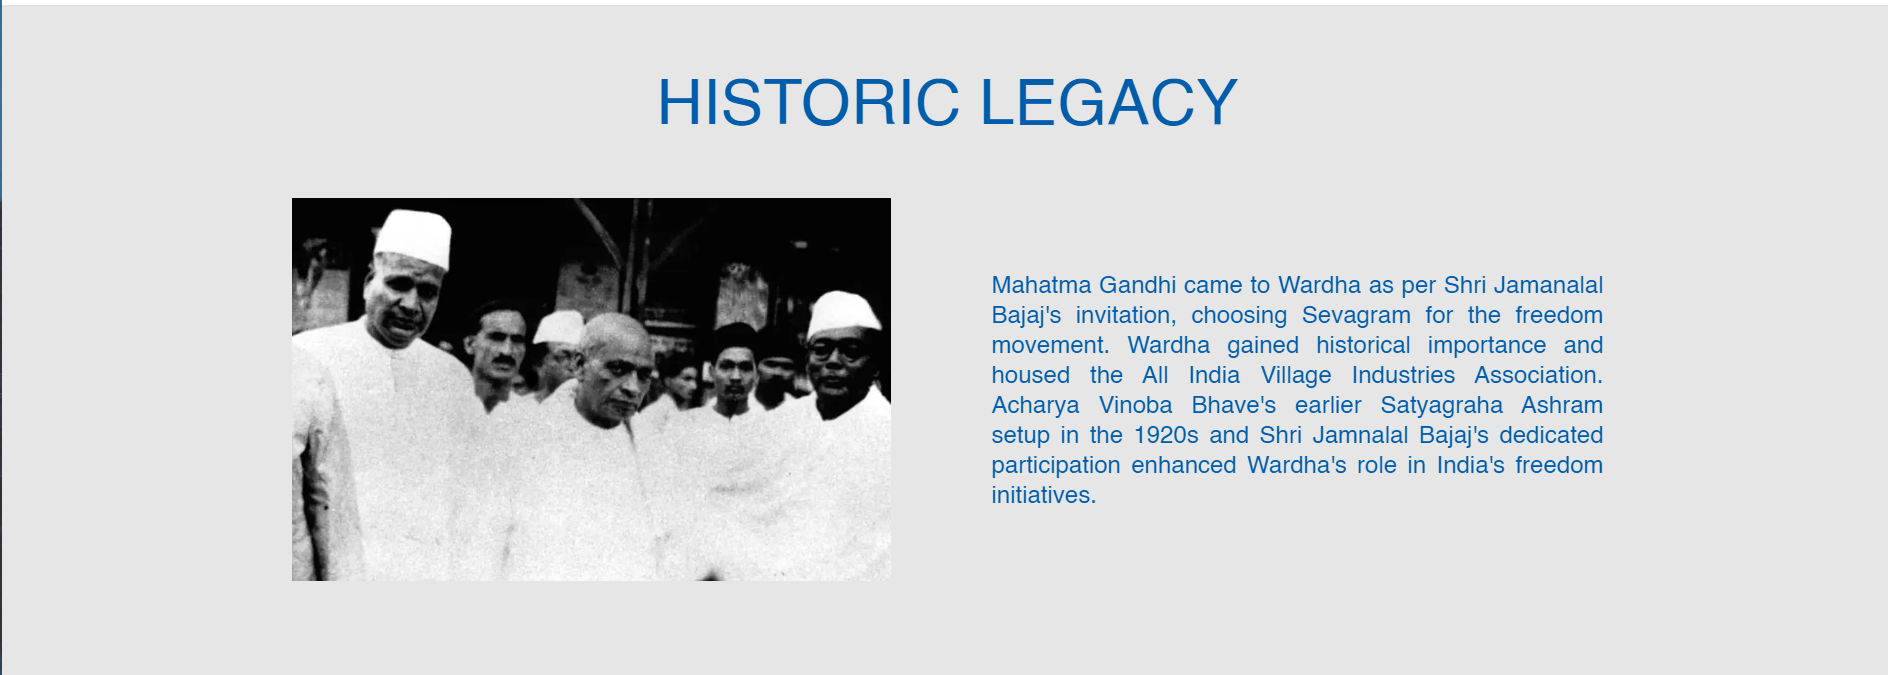 HISTORIC LEGACY
Mahatma Gandhi came to Wardha as per Shri Jamanalal
Bajaj's invitation, choosing Sevagram for the freedom
movement. Wardha gained historical importance and
housed the All India Village Industries Association.
Acharya Vinoba Bhave's earlier Satyagraha Ashram
setup in the 1920s and Shri Jamnalal Bajaj's dedicated
participation enhanced Wardha's role in India's freedom
initiatives.